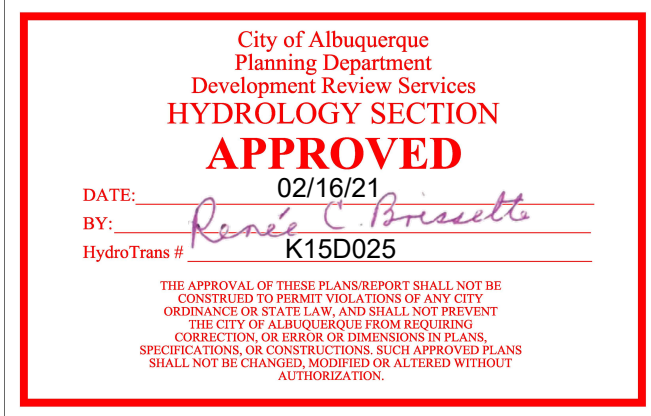 City of Albuquerque
Planning Department
Development Review Services
HYDROLOGY SECTION
APPROVED
DATE: 02/16/21
BY: Renée C. Brissette
HydroTrans # K15D025
THE APPROVAL OF THESE PLANS/REPORT SHALL NOT BE
CONSTRUED TO PERMIT VIOLATIONS OF ANY CITY
ORDINANCE OR STATE LAW, AND SHALL NOT PREVENT
THE CITY OF ALBUQUERQUE FROM REQUIRING
CORRECTION, OR ERROR OR DIMENSIONS IN PLANS,
SPECIFICATIONS, OR CONSTRUCTIONS. SUCH APPROVED PLANS
SHALL NOT BE CHANGED, MODIFIED OR ALTERED WITHOUT
AUTHORIZATION.